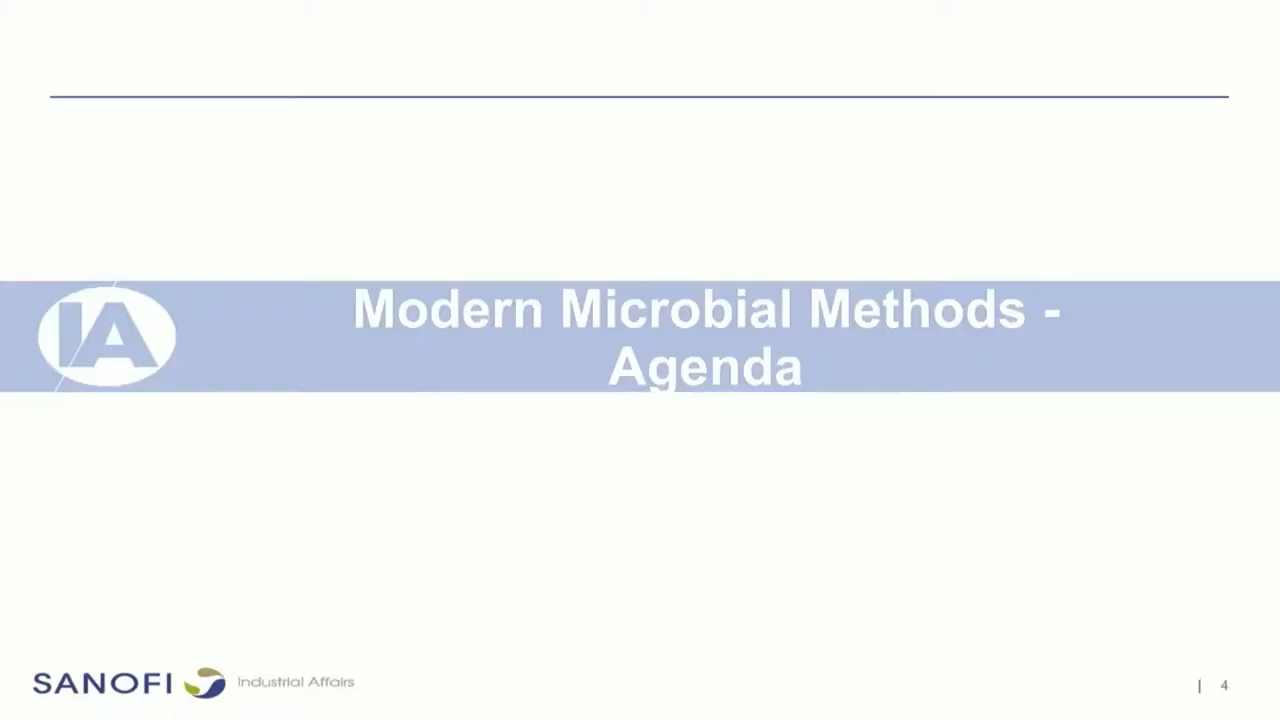 IA
Modern Microbial Methods -
Agenda
SANOFI Industrial Affairs
| 4